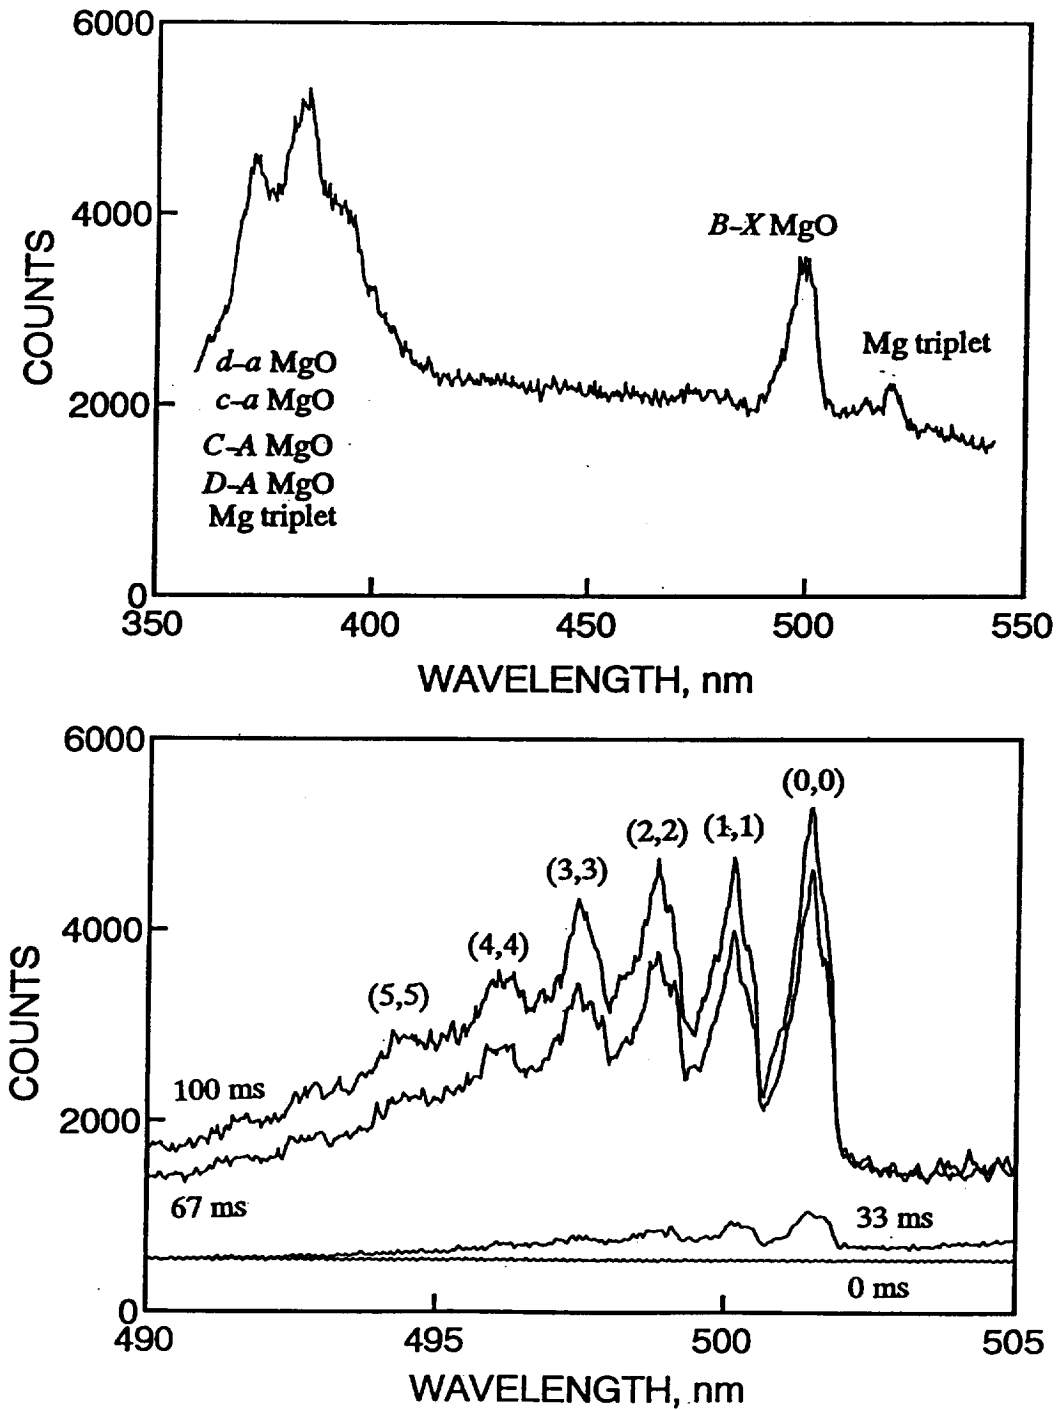 6000
4000
2000
0
COUNTS
B-X MgO
Mg triplet
d-a MgO
c-a MgO
C-A MgO
D-A MgO
Mg triplet
350
400
450
500
550
WAVELENGTH, nm
6000
4000
2000
0
COUNTS
(0,0)
(1,1)
(2,2)
(3,3)
(4,4)
(5,5)
100 ms
67 ms
33 ms
0 ms
490
495
500
505
WAVELENGTH, nm